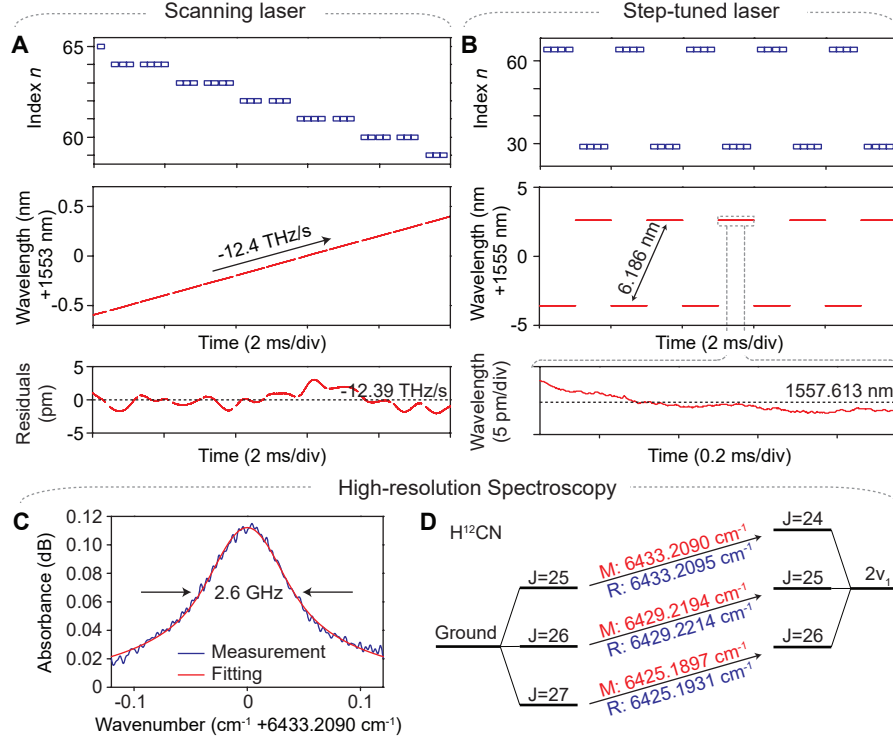 Scanning laser
Step-tuned laser
A
65
60
Index n
B
60
30
Index n
0.5
0
-0.5
Wavelength (nm
+1553 nm)
-12.4 THz/s
Time (2 ms/div)
5
0
-5
Wavelength (nm
+1555 nm)
6.186 nm
Time (2 ms/div)
5
0
-5
Residuals
(pm)
-12.39 THz/s
Time (2 ms/div)
Wavelength
(5 pm/div)
1557.613 nm
Time (0.2 ms/div)
High-resolution Spectroscopy
C
0.12
0.10
0.08
0.06
0.04
0.02
0
Absorbance (dB)
2.6 GHz
Measurement
Fitting
-0.1
0
0.1
Wavenumber (cm⁻¹ +6433.2090 cm⁻¹)
D
H¹²CN
Ground
J=25
J=26
J=27
M: 6433.2090 cm⁻¹
R: 6433.2095 cm⁻¹
M: 6429.2194 cm⁻¹
R: 6429.2214 cm⁻¹
M: 6425.1897 cm⁻¹
R: 6425.1931 cm⁻¹
J=24
J=25
J=26
2v₁